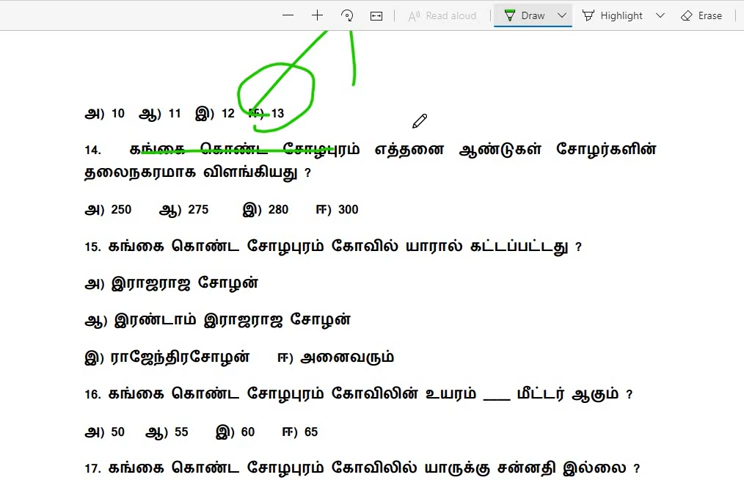 Read aloud Draw Highlight Erase
அ) 10 ஆ) 11 இ) 12 ஈ) 13
14. கங்கை கொண்ட சோழபுரம் எத்தனை ஆண்டுகள் சோழர்களின்
தலைநகரமாக விளங்கியது ?
அ) 250 ஆ) 275 இ) 280 ஈ) 300
15. கங்கை கொண்ட சோழபுரம் கோவில் யாரால் கட்டப்பட்டது ?
அ) இராஜராஜ சோழன்
ஆ) இரண்டாம் இராஜராஜ சோழன்
இ) ராஜேந்திரசோழன் ஈ) அனைவரும்
16. கங்கை கொண்ட சோழபுரம் கோவிலின் உயரம் ____ மீட்டர் ஆகும் ?
அ) 50 ஆ) 55 இ) 60 ஈ) 65
17. கங்கை கொண்ட சோழபுரம் கோவிலில் யாருக்கு சன்னதி இல்லை ?